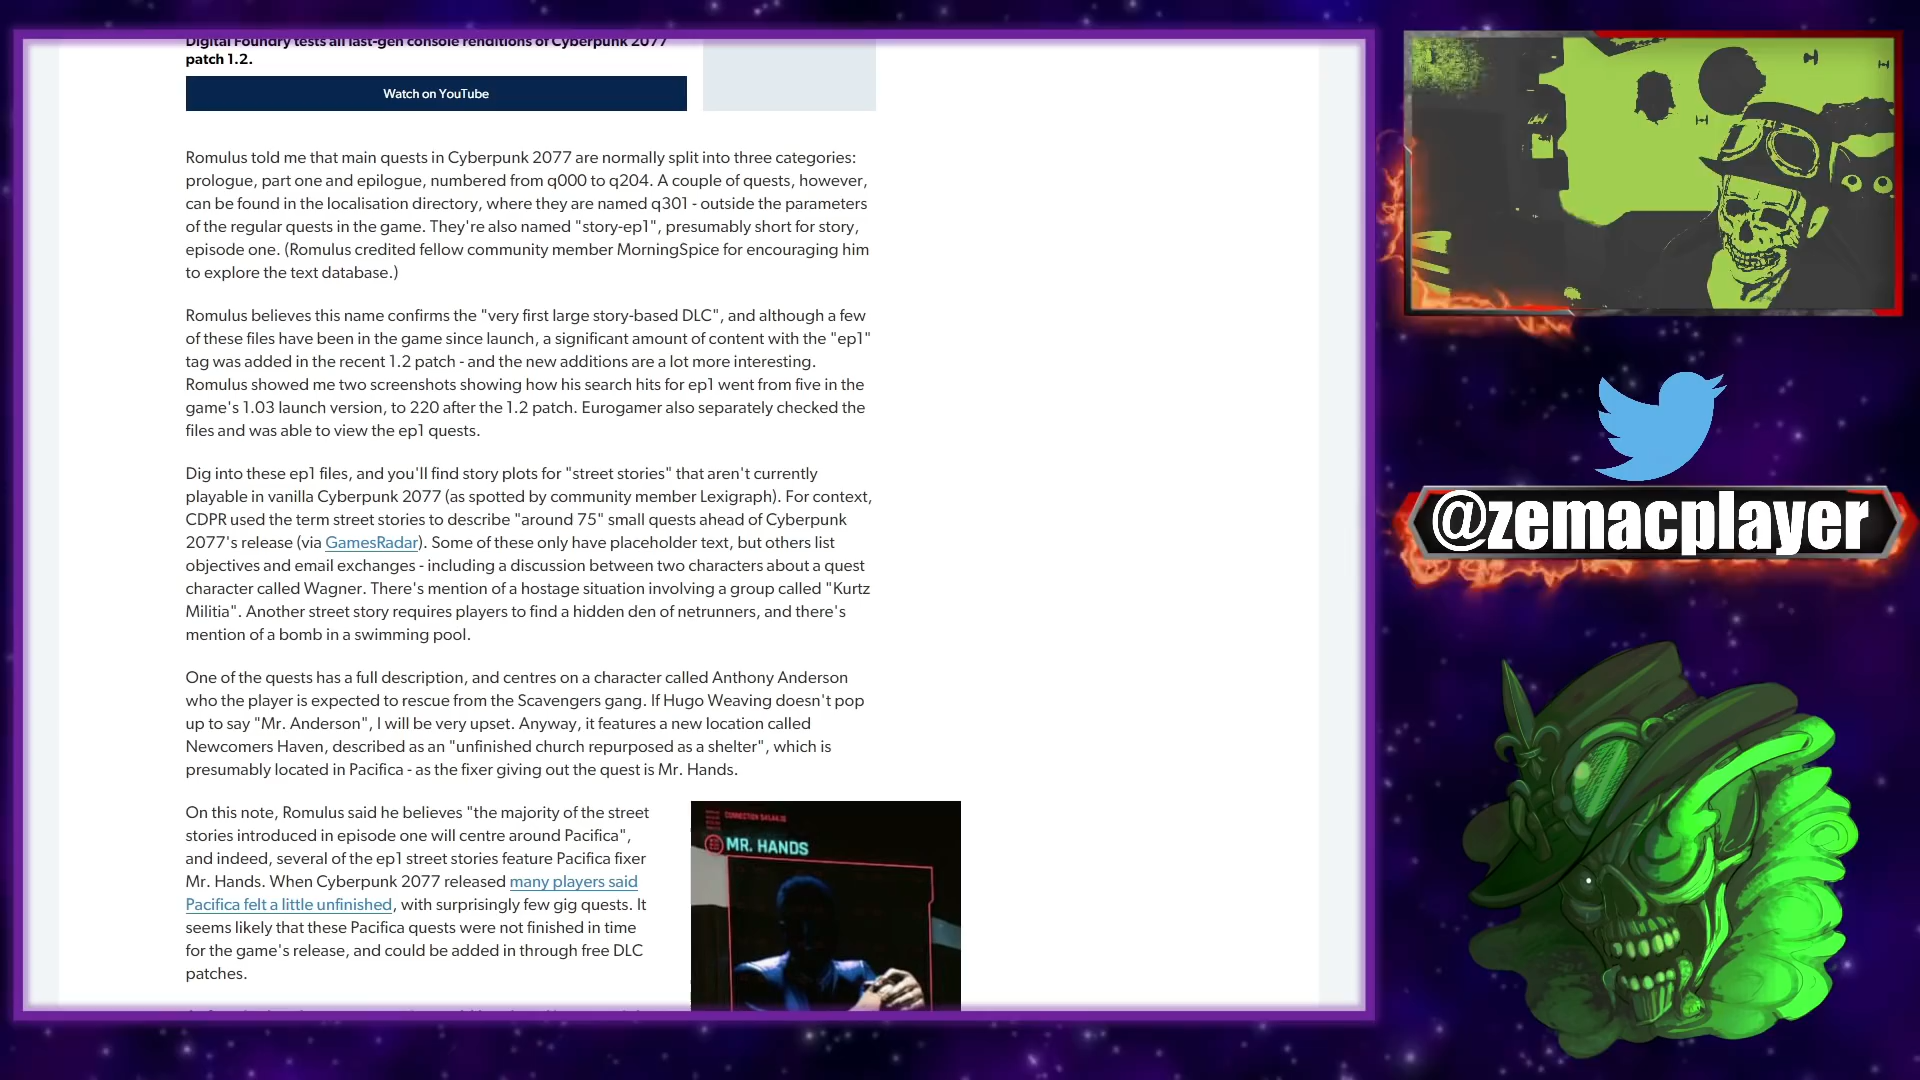 Digital Foundry tests all last-gen console renditions of Cyberpunk 2077
patch 1.2.
Watch on YouTube
Romulus told me that main quests in Cyberpunk 2077 are normally split into three categories:
prologue, part one and epilogue, numbered from q000 to q204. A couple of quests, however,
can be found in the localisation directory, where they are named q301 - outside the parameters
of the regular quests in the game. They're also named "story-ep1", presumably short for story,
episode one. (Romulus credited fellow community member MorningSpice for encouraging him
to explore the text database.)
Romulus believes this name confirms the "very first large story-based DLC", and although a few
of these files have been in the game since launch, a significant amount of content with the "ep1"
tag was added in the recent 1.2 patch - and the new additions are a lot more interesting.
Romulus showed me two screenshots showing how his search hits for ep1 went from five in the
game's 1.03 launch version, to 220 after the 1.2 patch. Eurogamer also separately checked the
files and was able to view the ep1 quests.
Dig into these ep1 files, and you'll find story plots for "street stories" that aren't currently
playable in vanilla Cyberpunk 2077 (as spotted by community member Lexigraph). For context,
CDPR used the term street stories to describe "around 75" small quests ahead of Cyberpunk
2077's release (via GamesRadar). Some of these only have placeholder text, but others list
objectives and email exchanges - including a discussion between two characters about a quest
character called Wagner. There's mention of a hostage situation involving a group called "Kurtz
Militia". Another street story requires players to find a hidden den of netrunners, and there's
mention of a bomb in a swimming pool.
One of the quests has a full description, and centres on a character called Anthony Anderson
who the player is expected to rescue from the Scavengers gang. If Hugo Weaving doesn't pop
up to say "Mr. Anderson", I will be very upset. Anyway, it features a new location called
Newcomers Haven, described as an "unfinished church repurposed as a shelter", which is
presumably located in Pacifica - as the fixer giving out the quest is Mr. Hands.
On this note, Romulus said he believes "the majority of the street
stories introduced in episode one will centre around Pacifica",
and indeed, several of the ep1 street stories feature Pacifica fixer
Mr. Hands. When Cyberpunk 2077 released many players said
Pacifica felt a little unfinished, with surprisingly few gig quests. It
seems likely that these Pacifica quests were not finished in time
for the game's release, and could be added in through free DLC
patches.
MR. HANDS
@zemacplayer